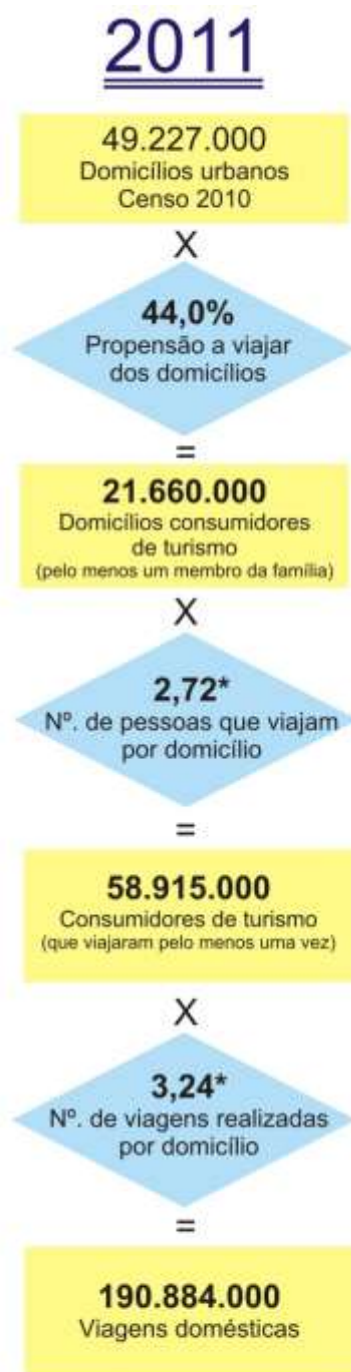 2011
49.227.000
Domicílios urbanos
Censo 2010
X
44,0%
Propensão a viajar
dos domicílios
=
21.660.000
Domicílios consumidores
de turismo
(pelo menos um membro da família)
X
2,72*
Nº. de pessoas que viajam
por domicílio
=
58.915.000
Consumidores de turismo
(que viajaram pelo menos uma vez)
X
3,24*
Nº. de viagens realizadas
por domicílio
=
190.884.000
Viagens domésticas